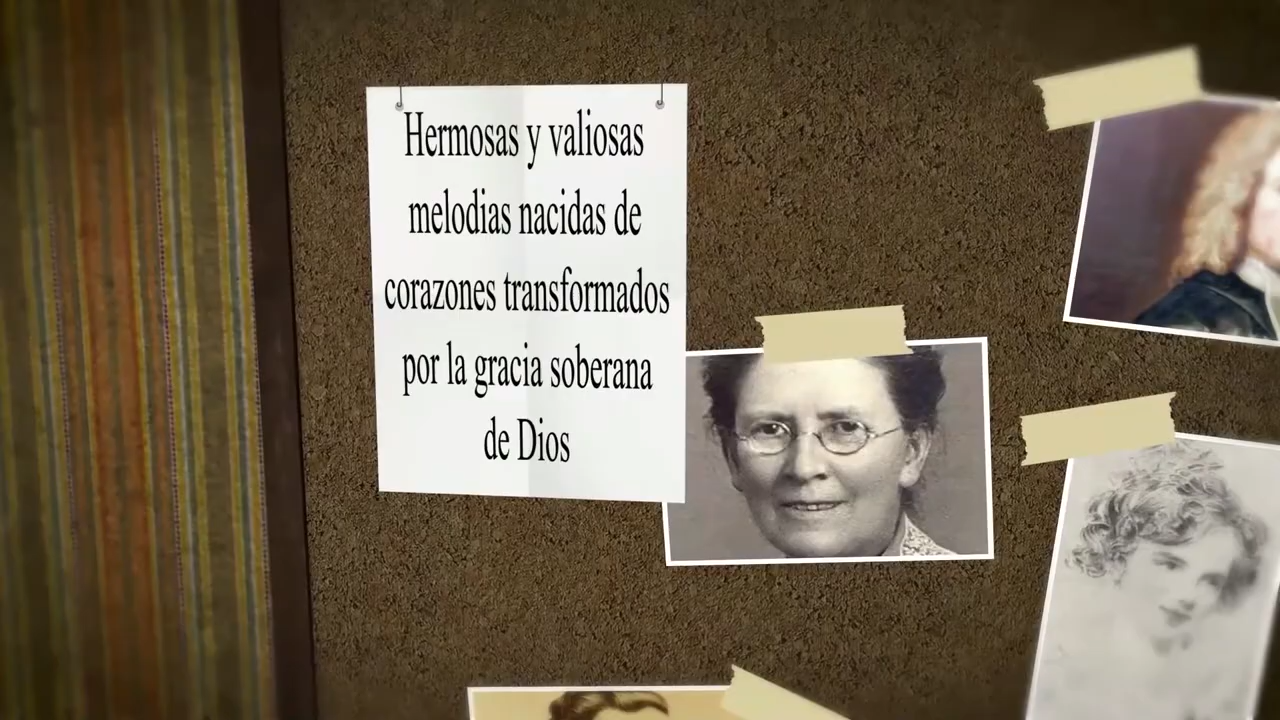 Hermosas y valiosas
melodias nacidas de
corazones transformados
por la gracia soberana
de Dios